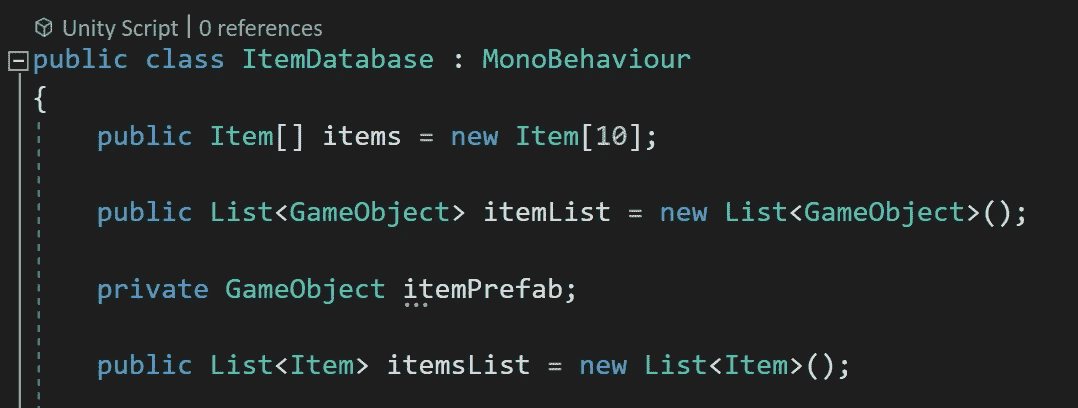 Unity Script | 0 references
public class ItemDatabase : MonoBehaviour
{
public Item[] items = new Item[10];
public List<GameObject> itemList = new List<GameObject>();
private GameObject itemPrefab;
public List<Item> itemsList = new List<Item>();